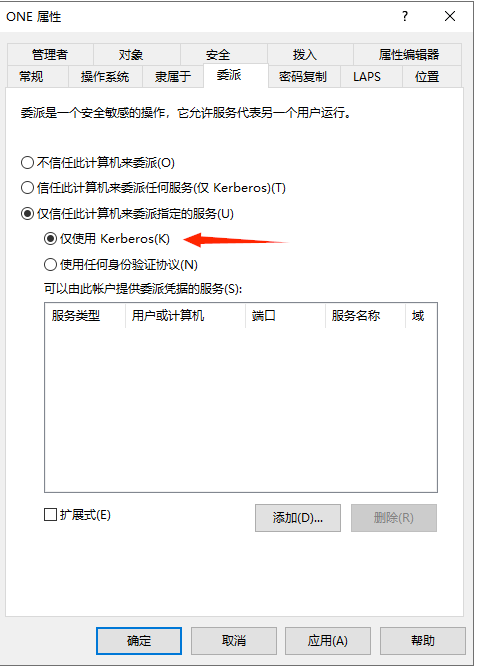 ONE 属性
?
管理者 对象 安全 拨入 属性编辑器
常规 操作系统 隶属于 委派 密码复制 LAPS 位置
委派是一个安全敏感的操作，它允许服务代表另一个用户运行。
不信任此计算机来委派(O)
信任此计算机来委派任何服务(仅 Kerberos)(T)
仅信任此计算机来委派指定的服务(U)
仅使用 Kerberos(K)
使用任何身份验证协议(N)
可以由此帐户提供委派凭据的服务(S):
服务类型 用户或计算机 端口 服务名称 域
扩展式(E) 添加(D)... 删除(R)
确定 取消 应用(A) 帮助